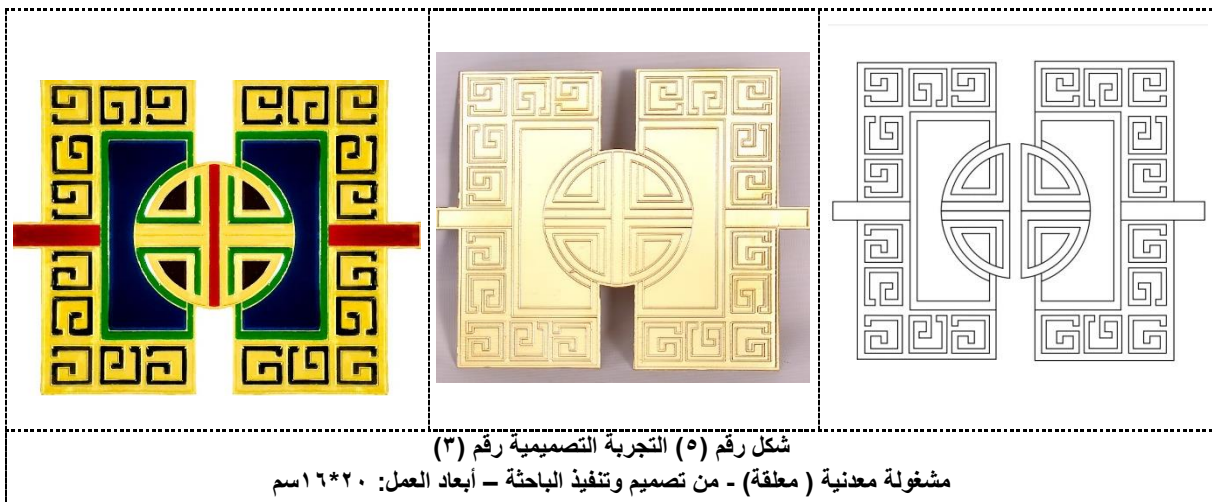 شكل رقم (٥) التجربة التصميمية رقم (٣)
مشغولة معدنية ( معلقة) - من تصميم وتنفيذ الباحثة – أبعاد العمل: ٢٠*١٦سم